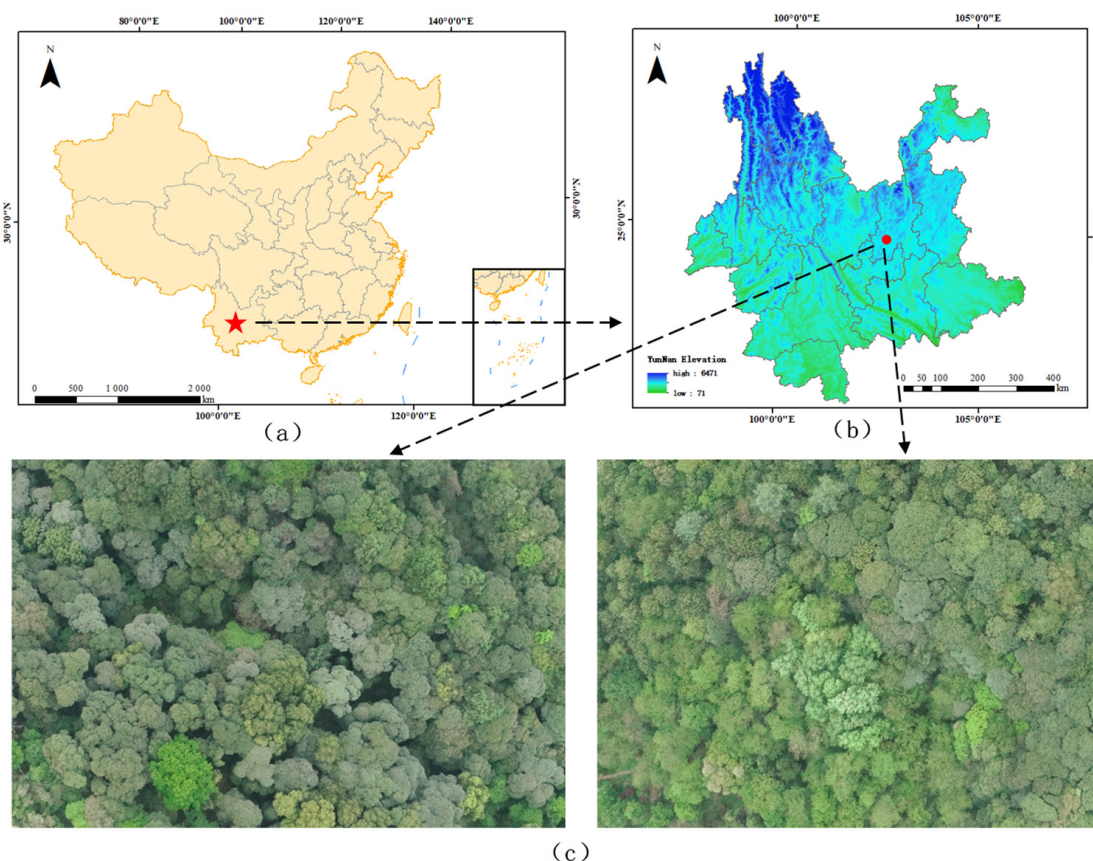 80°0'0"E 100°0'0"E 120°0'0"E 140°0'0"E
N
30°0'0"N
30°0'0"N
0 500 1 000 2 000
km
100°0'0"E 120°0'0"E
(a)
100°0'0"E 105°0'0"E
N
25°0'0"N
YunNan Elevation
high : 6471
low : 71
0 50 100 200 300 400
km
100°0'0"E 105°0'0"E
(b)
(c)